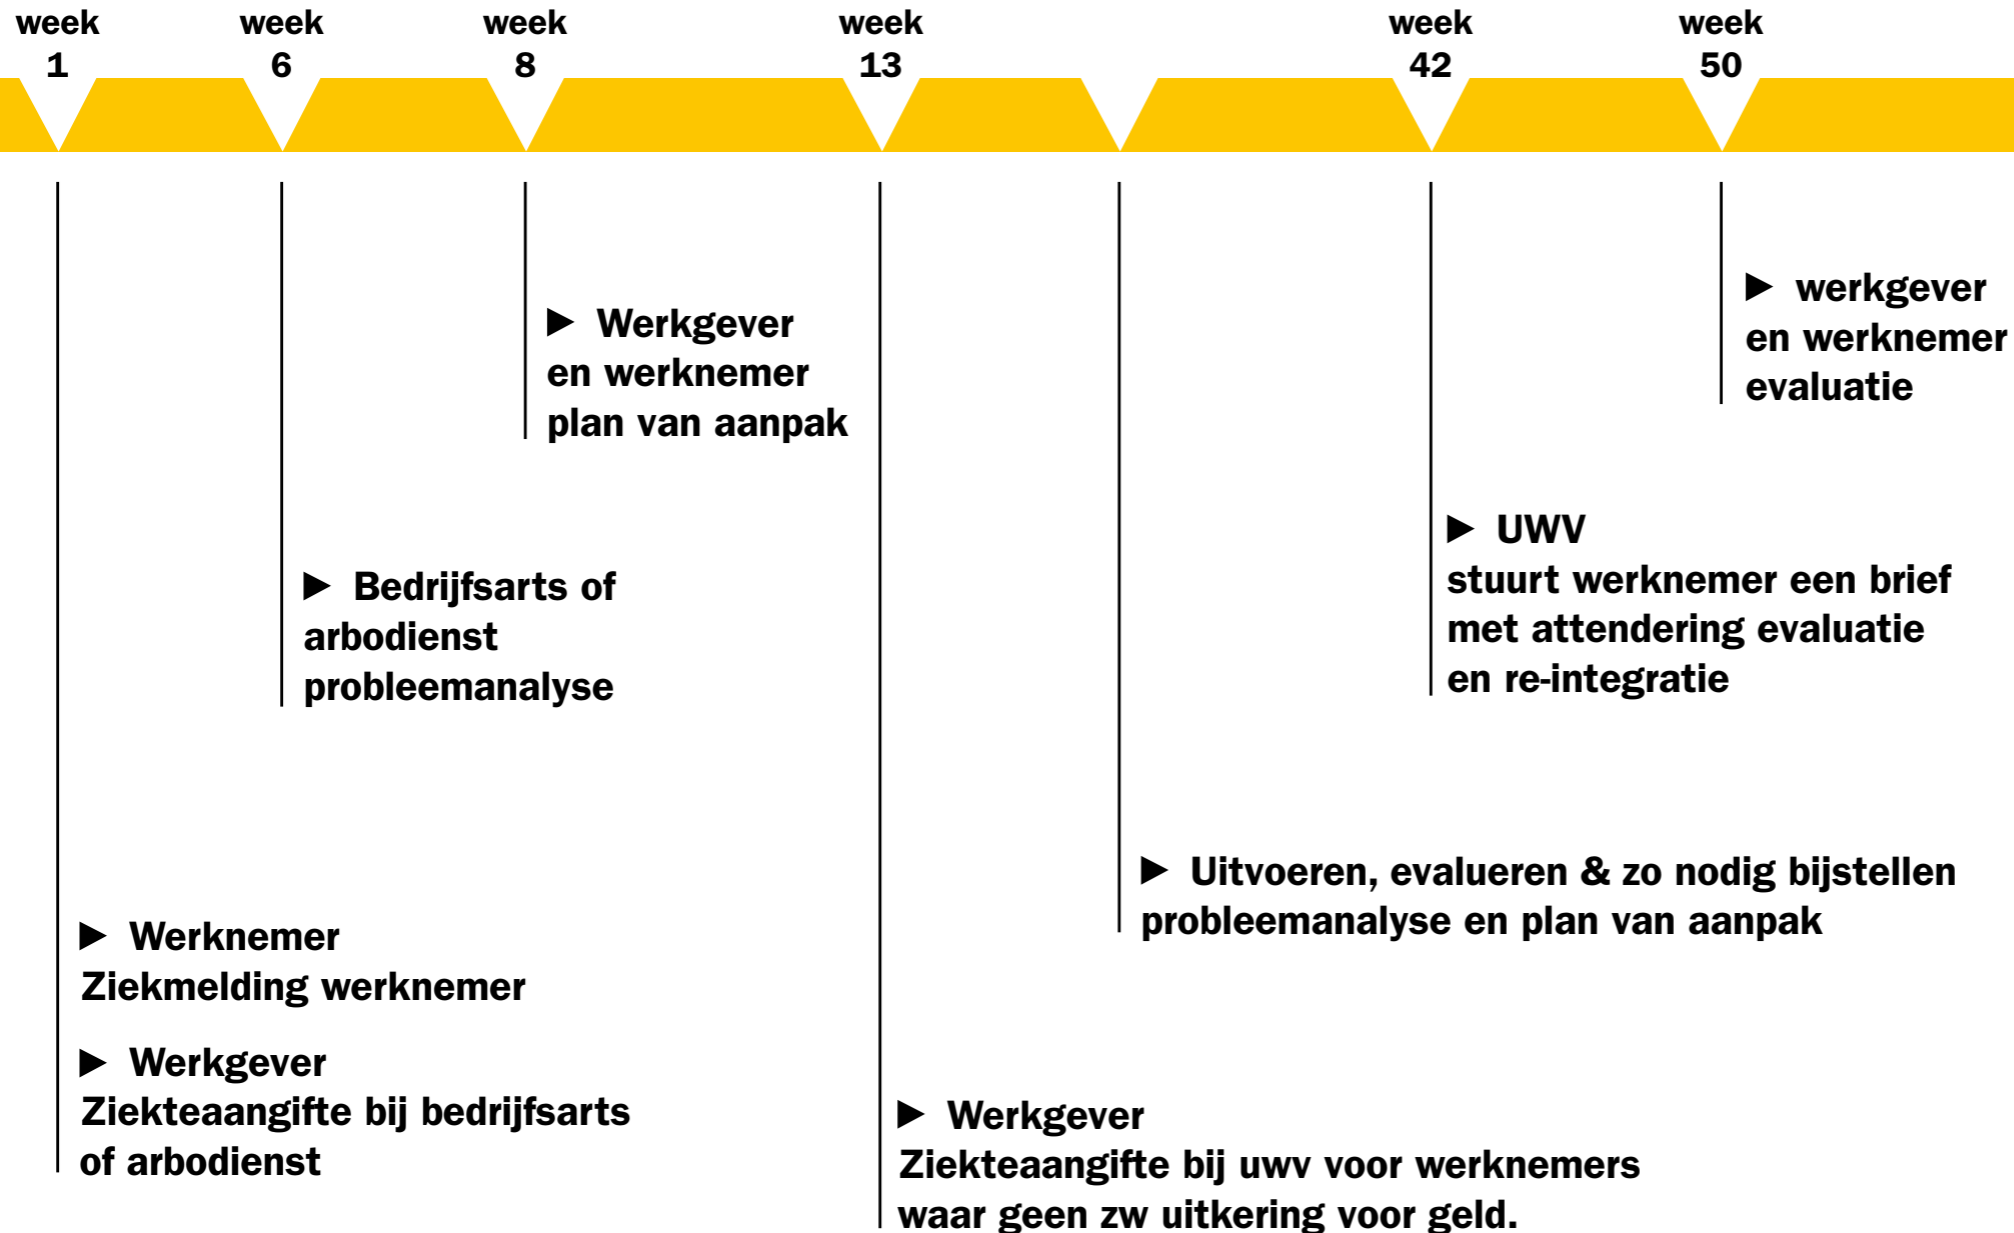 week week week week week week
1 6 8 13 42 50
► werkgever
en werknemer
evaluatie
► Werkgever
en werknemer
plan van aanpak
► UWV
stuurt werknemer een brief
met attendering evaluatie
en re-integratie
► Bedrijfsarts of
arbodienst
probleemanalyse
► Uitvoeren, evalueren & zo nodig bijstellen
probleemanalyse en plan van aanpak
► Werknemer
Ziekmelding werknemer
► Werkgever
Ziekteaangifte bij bedrijfsarts
of arbodienst
► Werkgever
Ziekteaangifte bij uwv voor werknemers
waar geen zw uitkering voor geld.